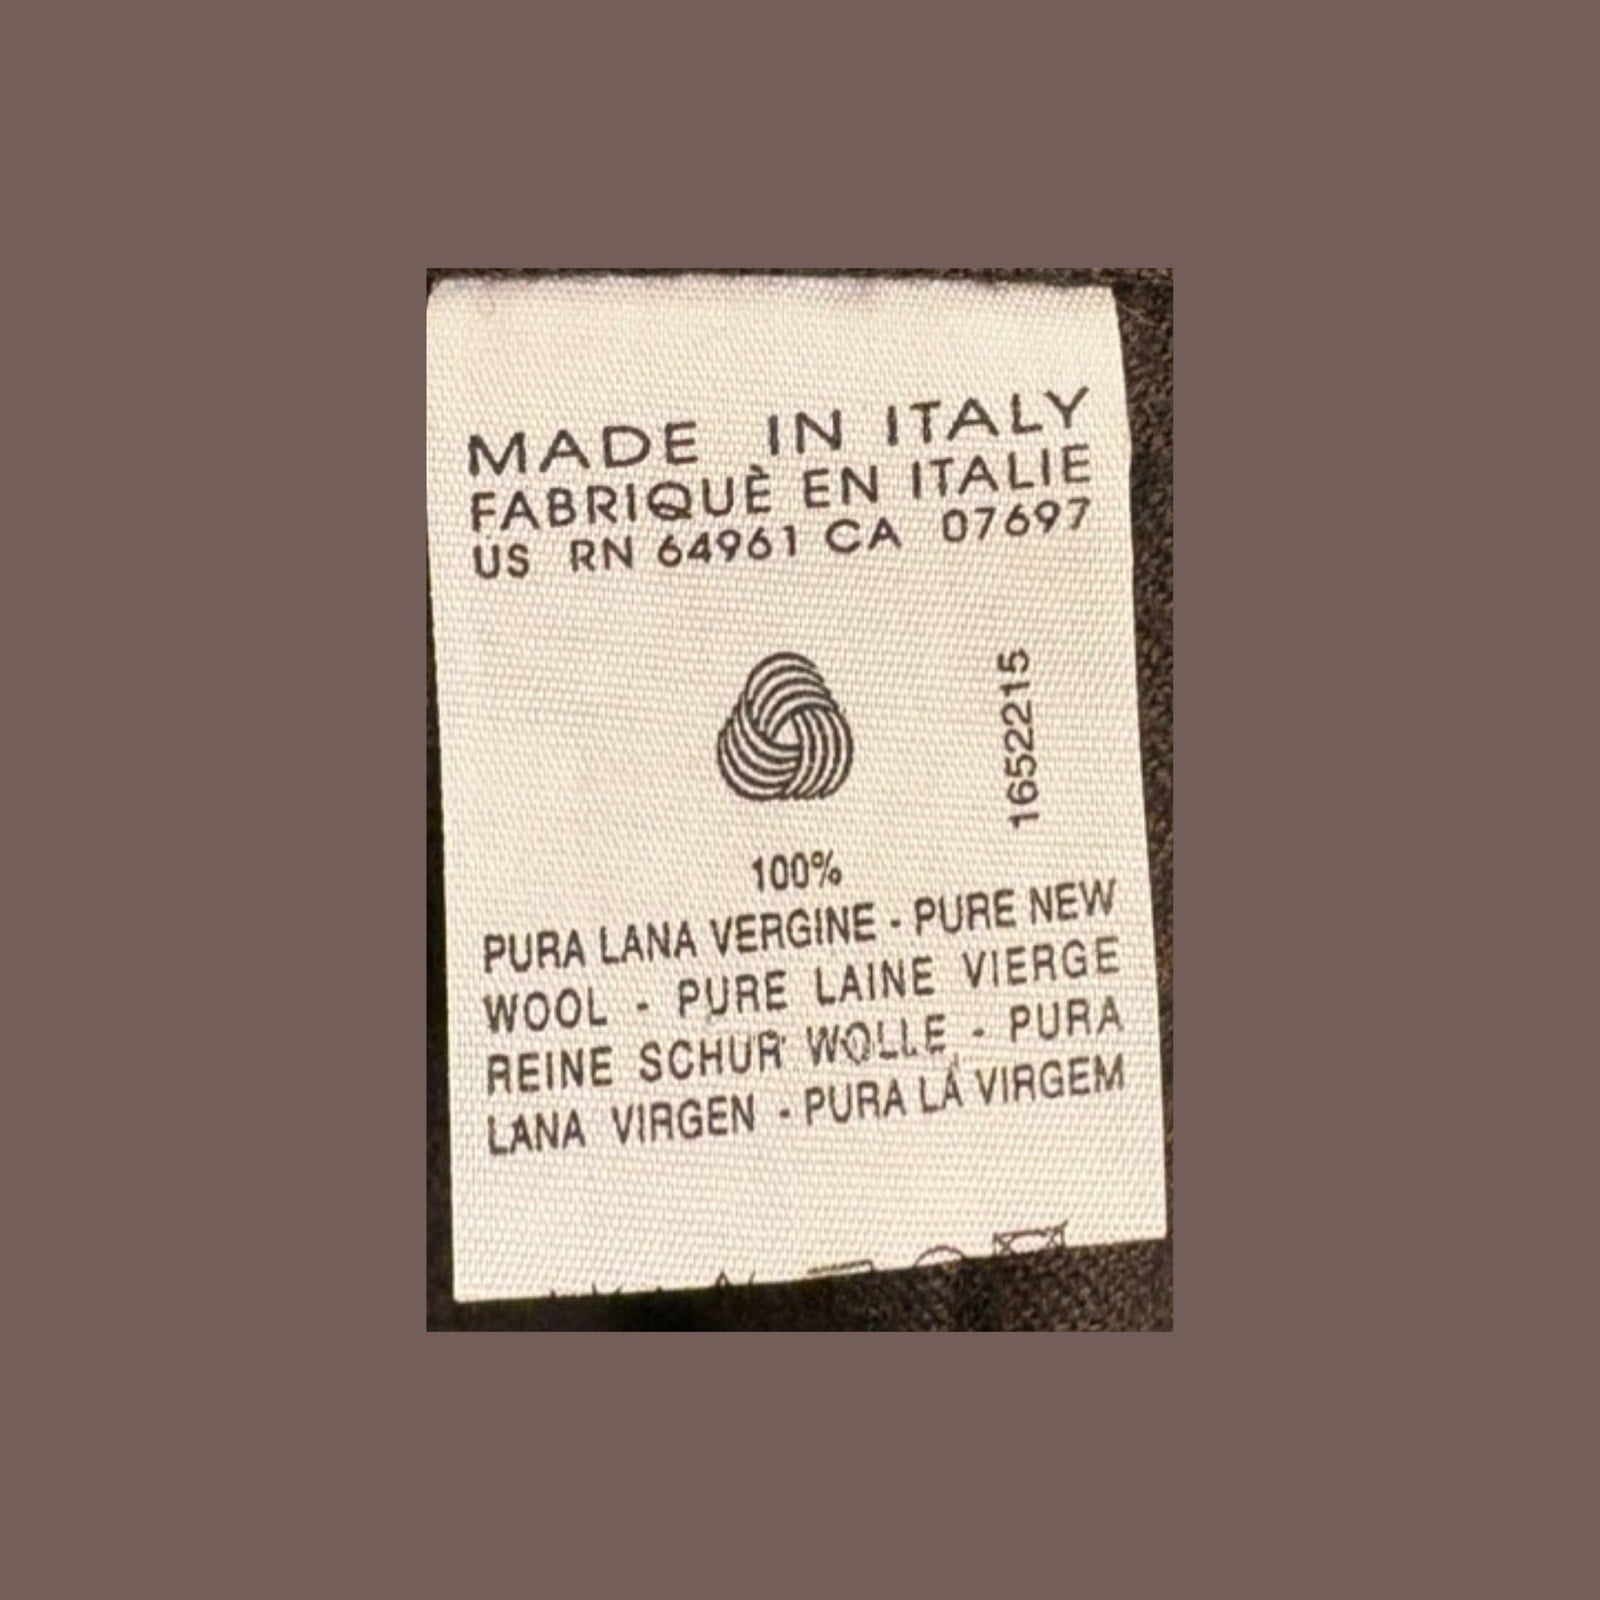 MADE IN ITALY
FABRIQUÈ EN ITALIE
US RN 64961 CA 07697
1652215
100%
PURA LANA VERGINE - PURE NEW
WOOL - PURE LAINE VIERGE
REINE SCHUR WOLLE - PURA
LANA VIRGEN - PURA LÁ VIRGEM